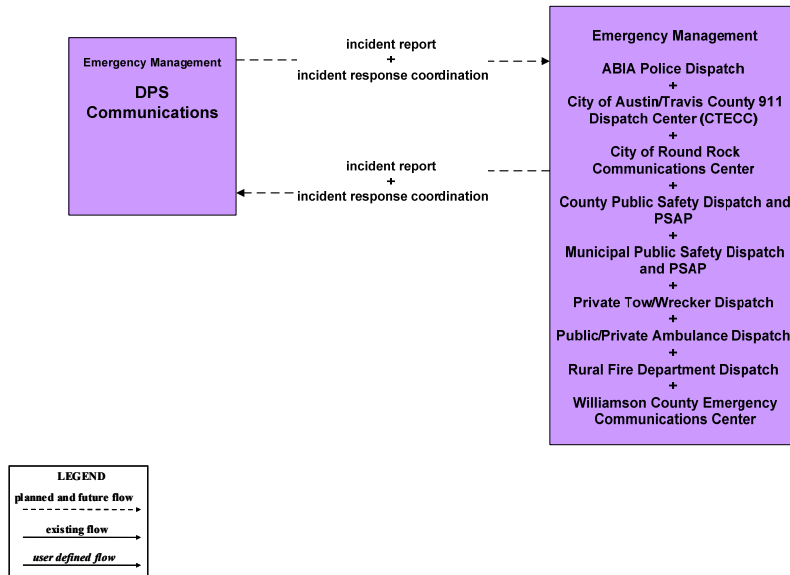 Emergency Management
DPS
Communications
incident report
+
incident response coordination
incident report
+
incident response coordination
Emergency Management
ABIA Police Dispatch
+
City of Austin/Travis County 911
Dispatch Center (CTECC)
+
City of Round Rock
Communications Center
+
County Public Safety Dispatch and
PSAP
+
Municipal Public Safety Dispatch
and PSAP
+
Private Tow/Wrecker Dispatch
+
Public/Private Ambulance Dispatch
+
Rural Fire Department Dispatch
+
Williamson County Emergency
Communications Center
LEGEND
planned and future flow
existing flow
user defined flow